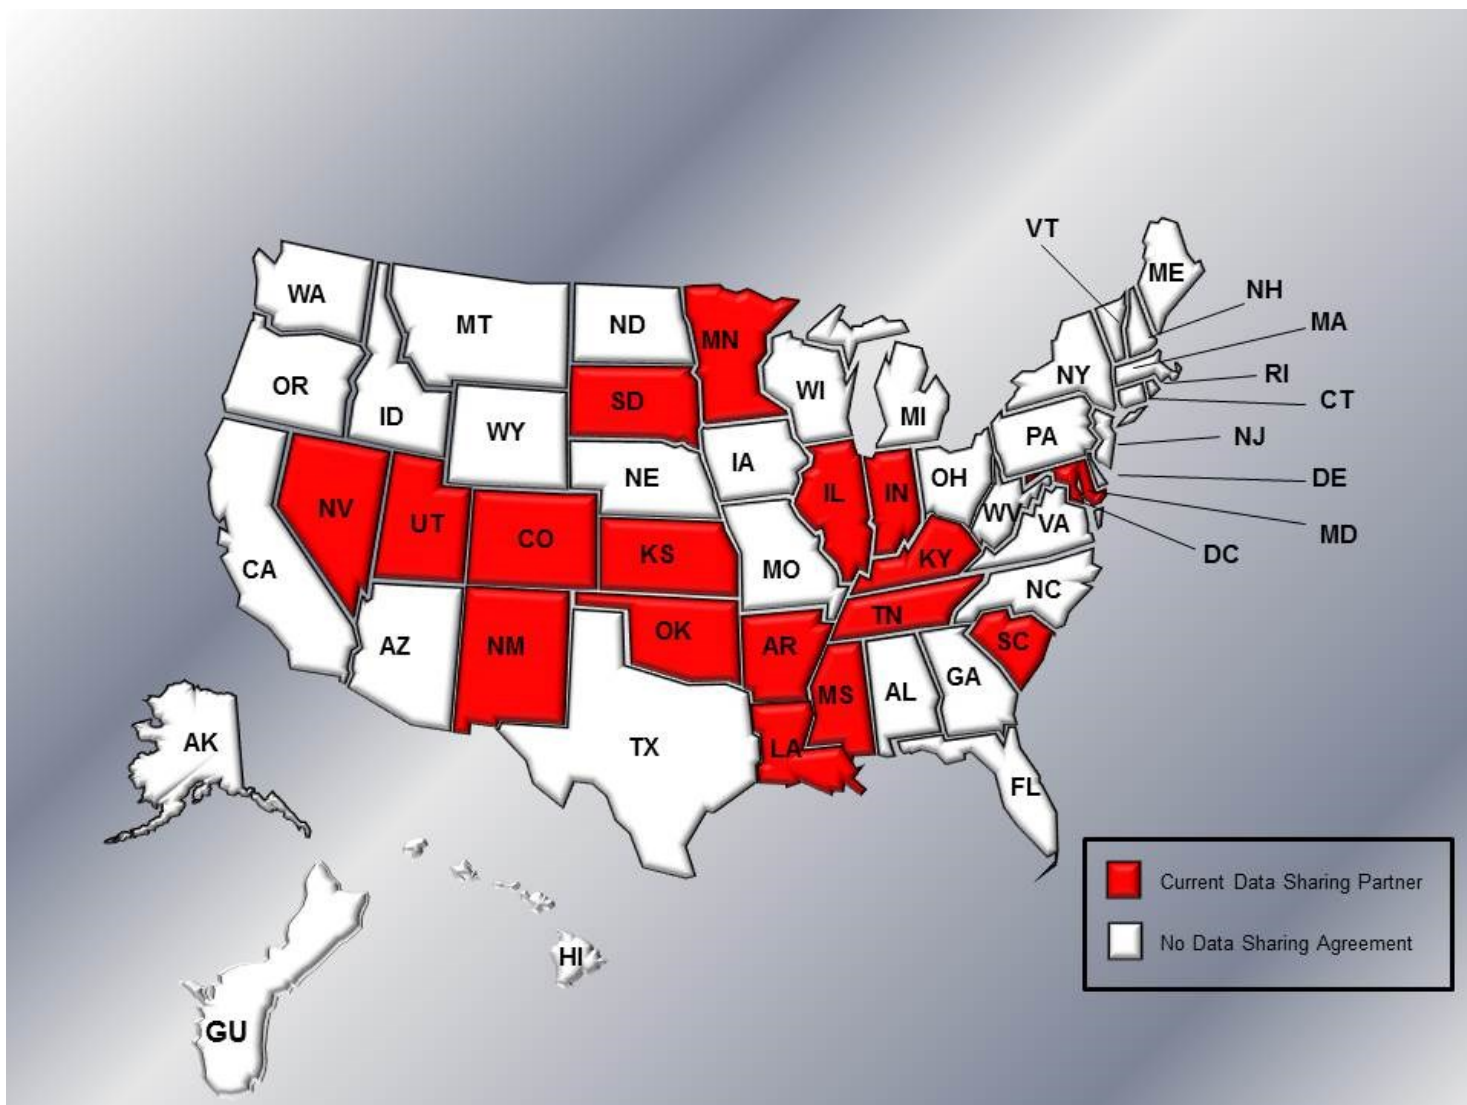 VT
ME
WA
NH
MT
ND
MA
MN
NY
RI
OR
WI
SD
CT
ID
MI
WY
PA
NJ
IA
NE
OH
DE
IL
IN
NV
WV
UT
VA
MD
CO
KS
DC
KY
CA
MO
NC
TN
OK
SC
AZ
NM
AR
GA
MS
AL
AK
TX
LA
FL
Current Data Sharing Partner
No Data Sharing Agreement
HI
GU